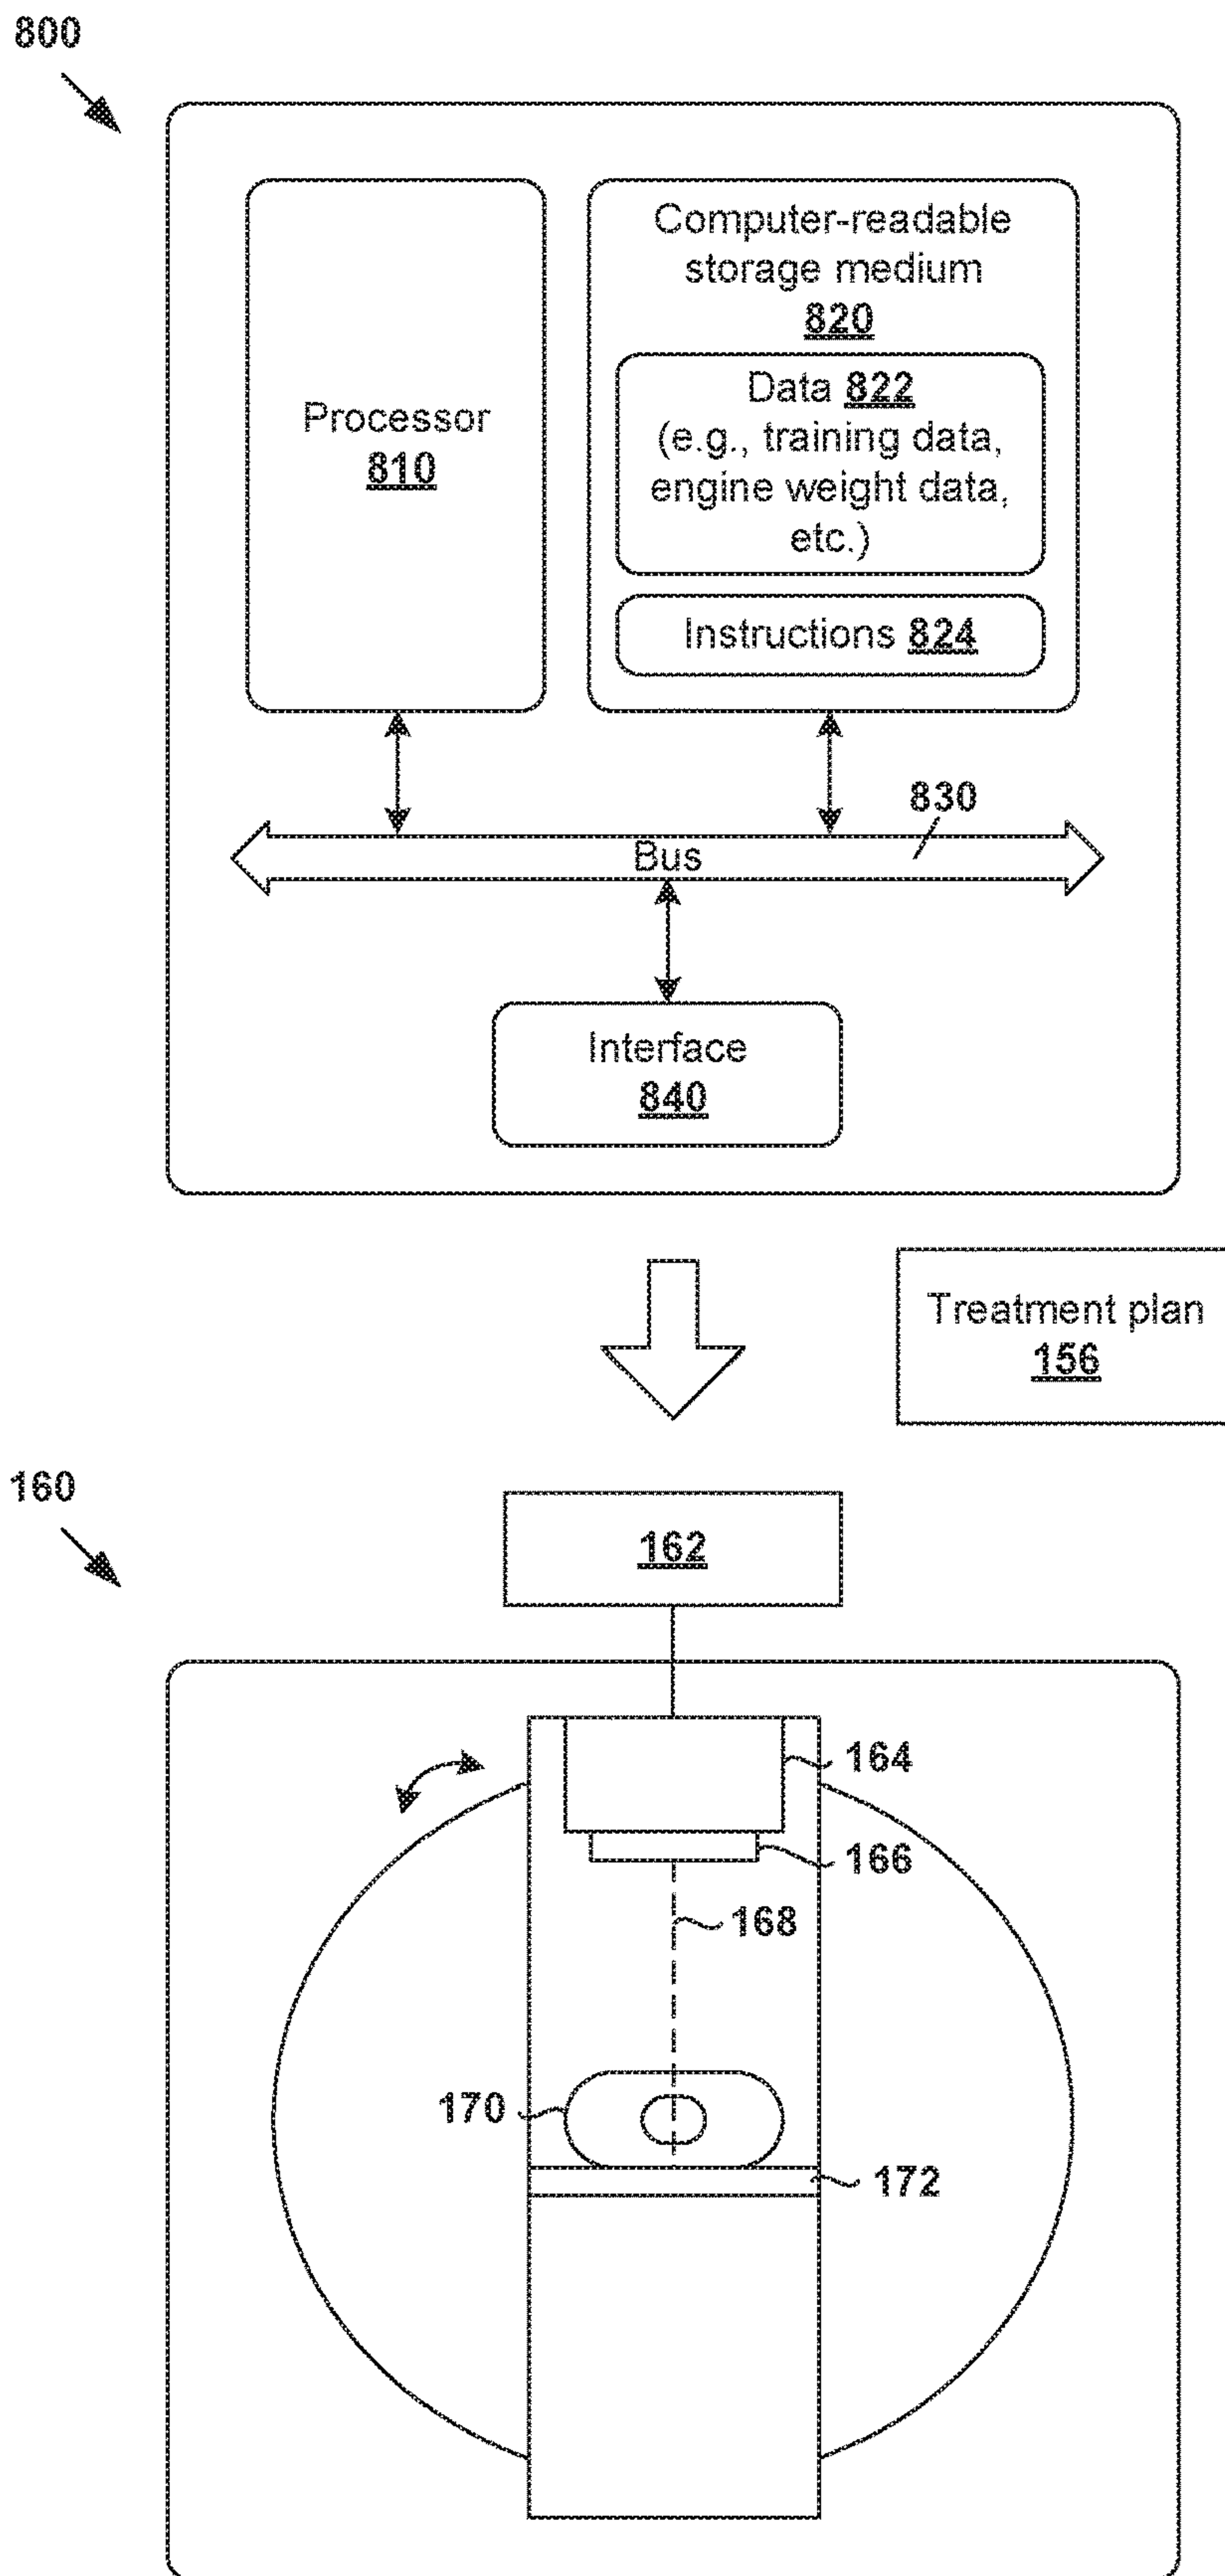 800
Computer-readable
storage medium
820
Processor
810
Data 822
(e.g., training data,
engine weight data,
etc.)
Instructions 824
830
Bus
Interface
840
Treatment plan
156
160
162
164
166
168
170
172